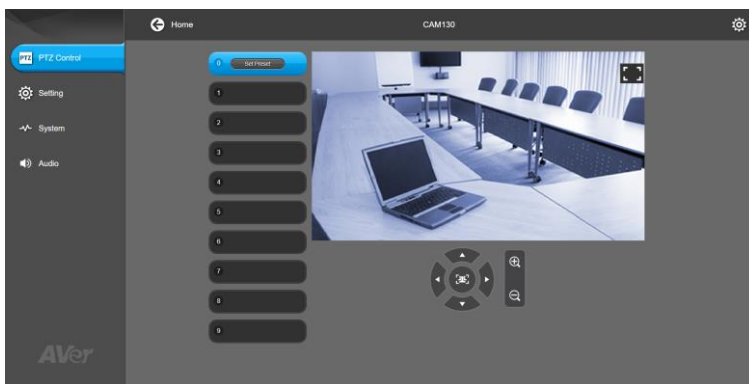 Home
CAM130
PTZ
PTZ Control
Setting
System
Audio
0 Set Preset
1
2
3
4
5
6
7
8
9
AVer